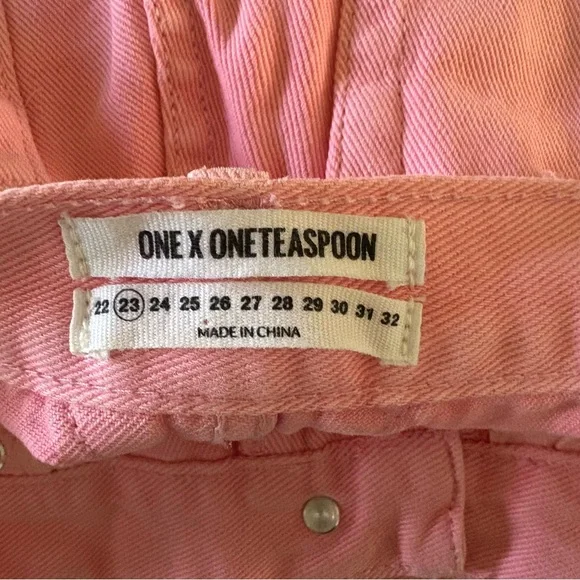 ONE X ONETEASPOON
22 23 24 25 26 27 28 29 30 31 32
MADE IN CHINA